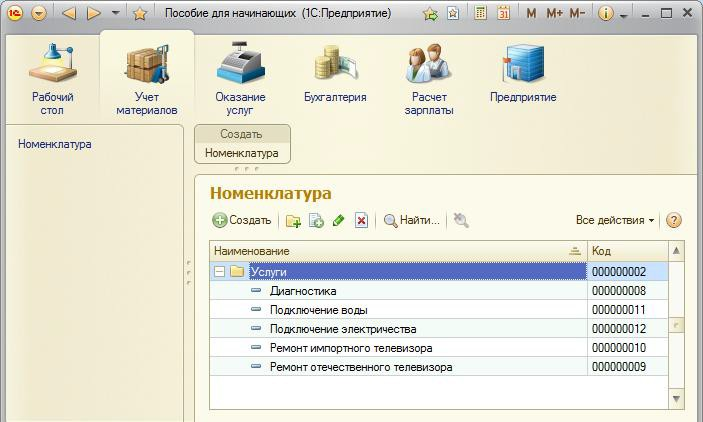 Пособие для начинающих (1С:Предприятие)
31 M M+ M-
Рабочий стол
Учет материалов
Оказание услуг
Бухгалтерия
Расчет зарплаты
Предприятие
Номенклатура
Создать
Номенклатура
Номенклатура
Создать Найти... Все действия
Наименование Код
Услуги 000000002
Диагностика 000000008
Подключение воды 000000011
Подключение электричества 000000012
Ремонт импортного телевизора 000000010
Ремонт отечественного телевизора 000000009